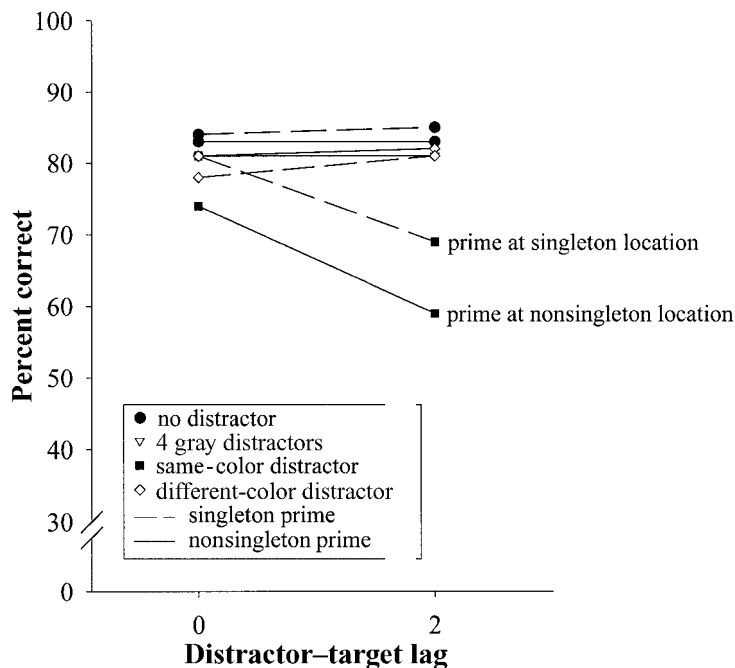 100
90
80
70
60
50
40
30
0
Percent correct
prime at singleton location
prime at nonsingleton location
no distractor
4 gray distractors
same-color distractor
different-color distractor
singleton prime
nonsingleton prime
0 2
Distractor–target lag